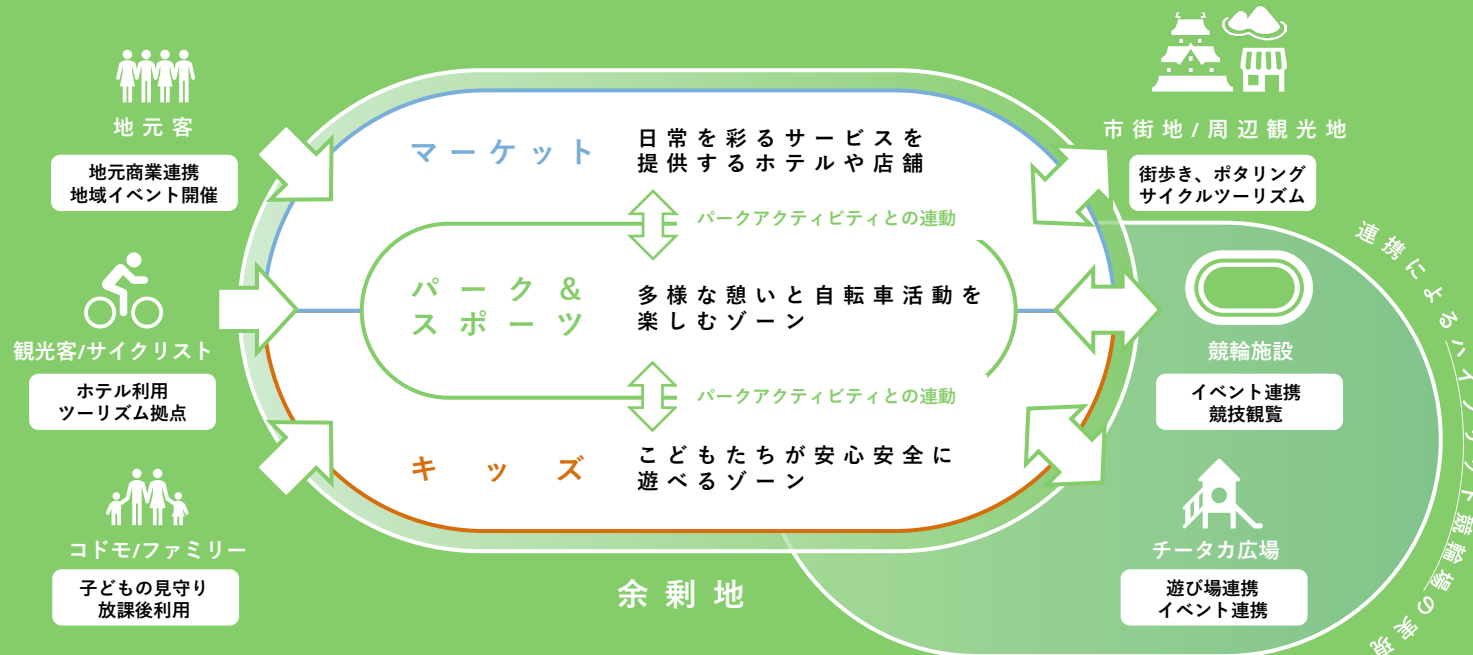 地元客
地元商業連携
地域イベント開催
観光客/サイクリスト
ホテル利用
ツーリズム拠点
コドモ/ファミリー
子どもの見守り
放課後利用
マーケット
日常を彩るサービスを
提供するホテルや店舗
パークアクティビティとの連動
パーク＆
スポーツ
多様な憩いと自転車活動を
楽しむゾーン
パークアクティビティとの連動
キッズ
こどもたちが安心安全に
遊べるゾーン
余剰地
市街地/周辺観光地
街歩き、ポタリング
サイクルツーリズム
競輪施設
イベント連携
競技観覧
チータカ広場
遊び場連携
イベント連携
連携によるハイブリッド競輪場の実現